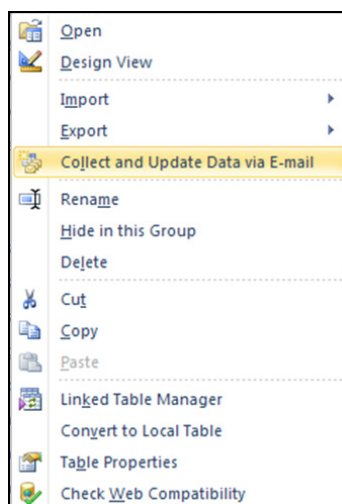 Open
Design View
Import
Export
Collect and Update Data via E-mail
Rename
Hide in this Group
Delete
Cut
Copy
Paste
Linked Table Manager
Convert to Local Table
Table Properties
Check Web Compatibility